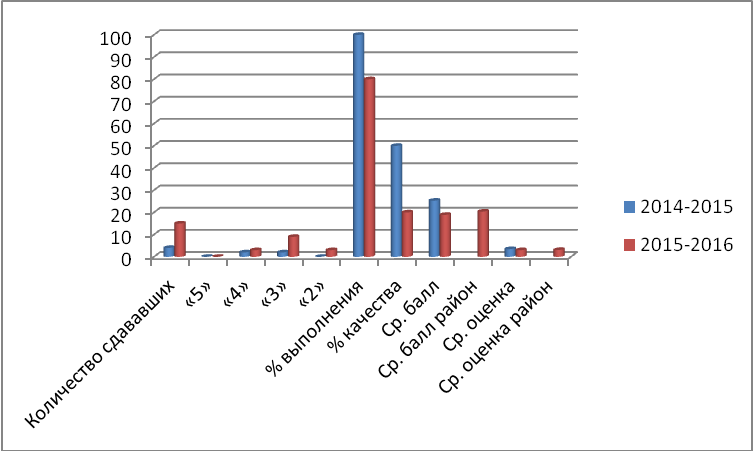 100
90
80
70
60
50
40
30
20
10
0
Количество сдававших
«5»
«4»
«3»
«2»
% выполнения
% качества
Ср. балл
Ср. балл район
Ср. оценка
Ср. оценка район
2014-2015
2015-2016